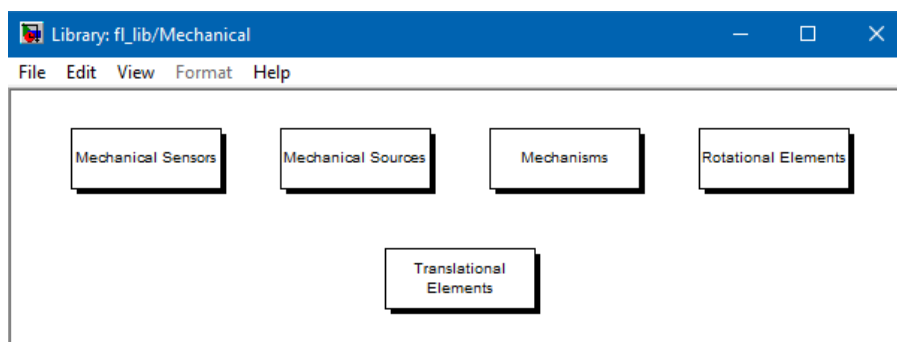 Library: fl_lib/Mechanical
File Edit View Format Help
Mechanical Sensors
Mechanical Sources
Mechanisms
Rotational Elements
Translational
Elements